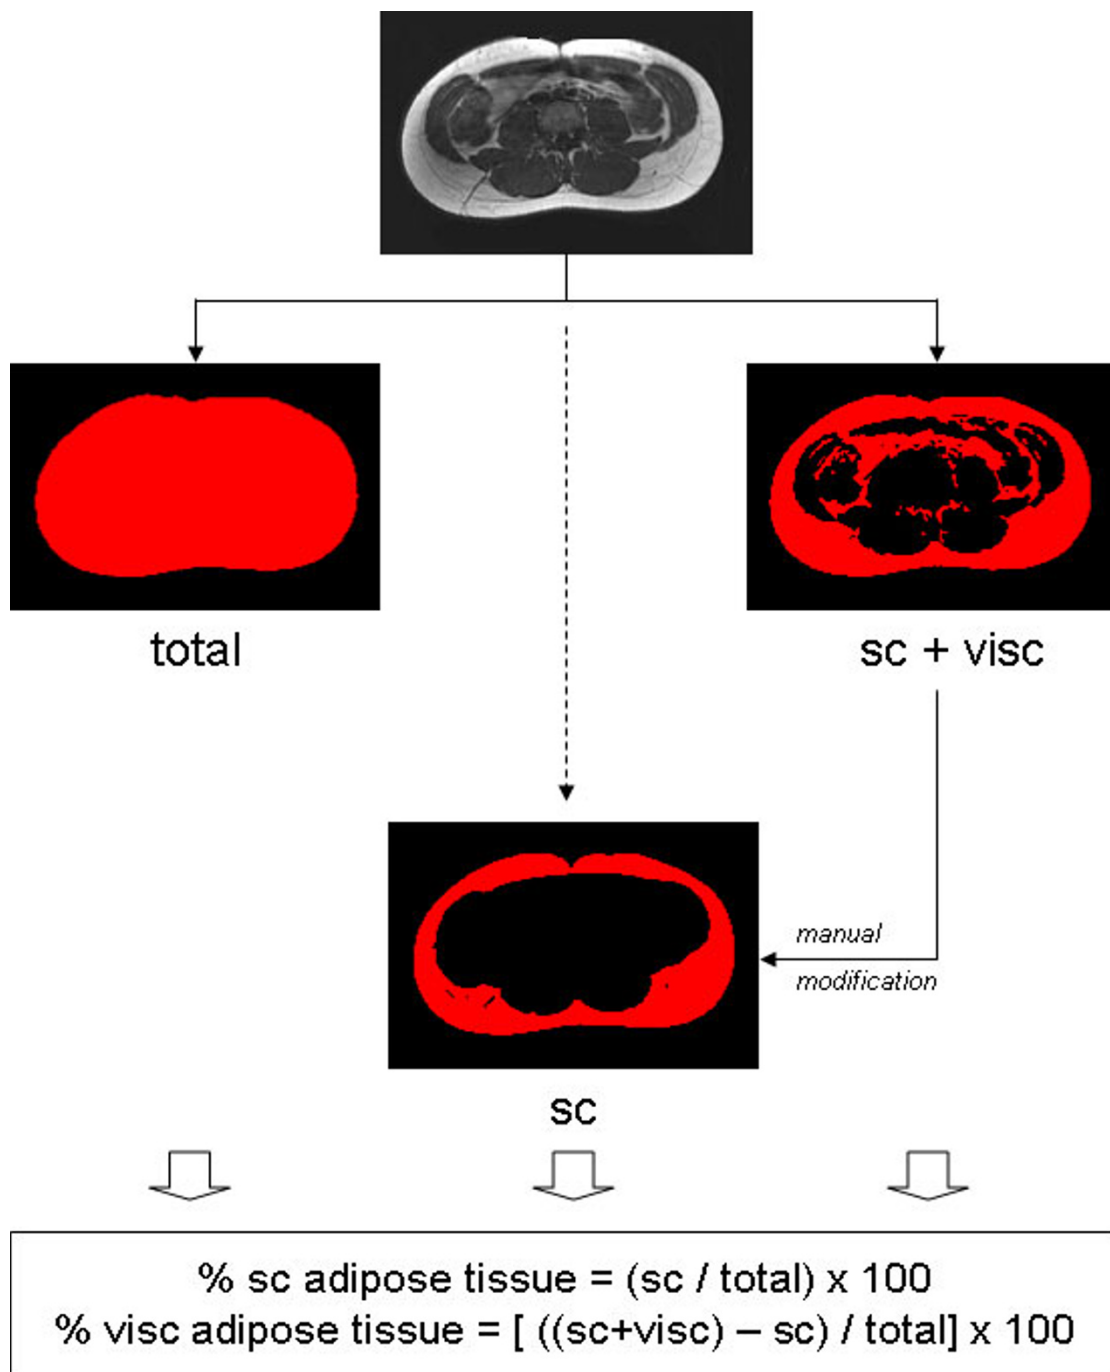 total
sc + visc
manual
modification
sc
% sc adipose tissue = (sc / total) x 100
% visc adipose tissue = [ ((sc+visc) – sc) / total] x 100